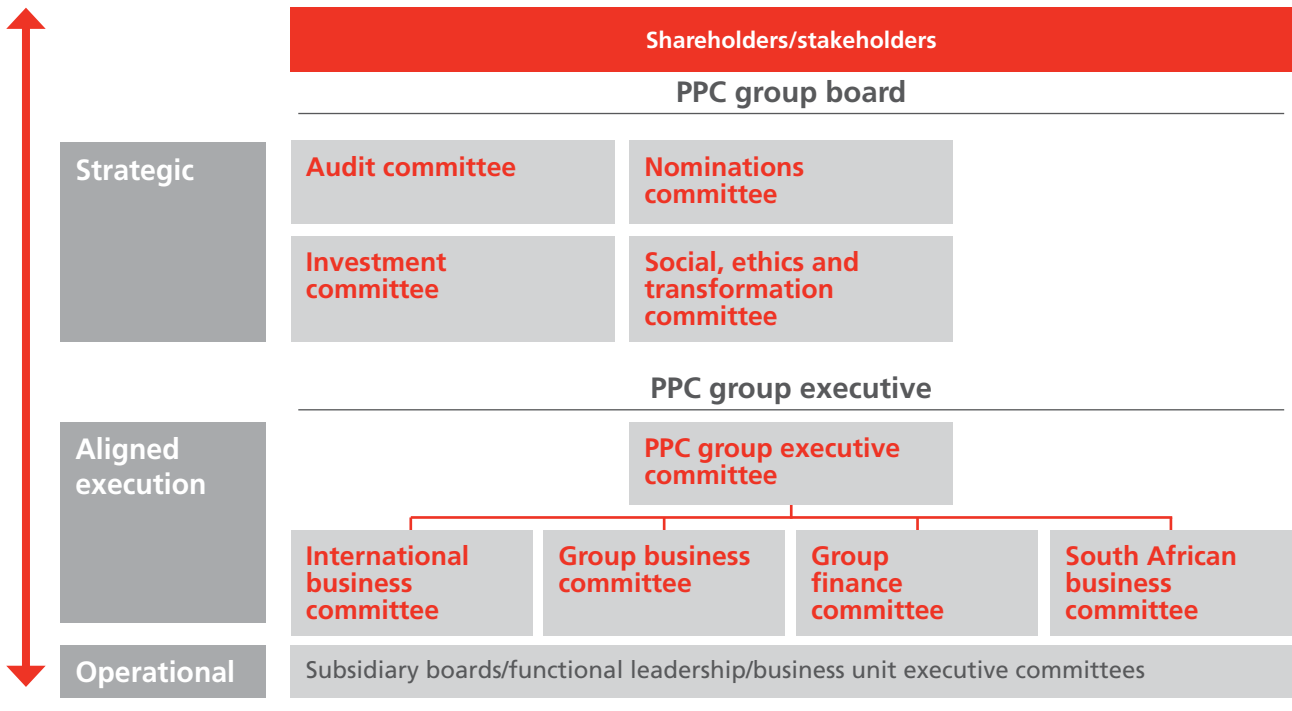 Shareholders/stakeholders
PPC group board
Strategic
Audit committee
Nominations
committee
Investment
committee
Social, ethics and
transformation
committee
PPC group executive
Aligned
execution
PPC group executive
committee
International
business
committee
Group business
committee
Group
finance
committee
South African
business
committee
Operational
Subsidiary boards/functional leadership/business unit executive committees